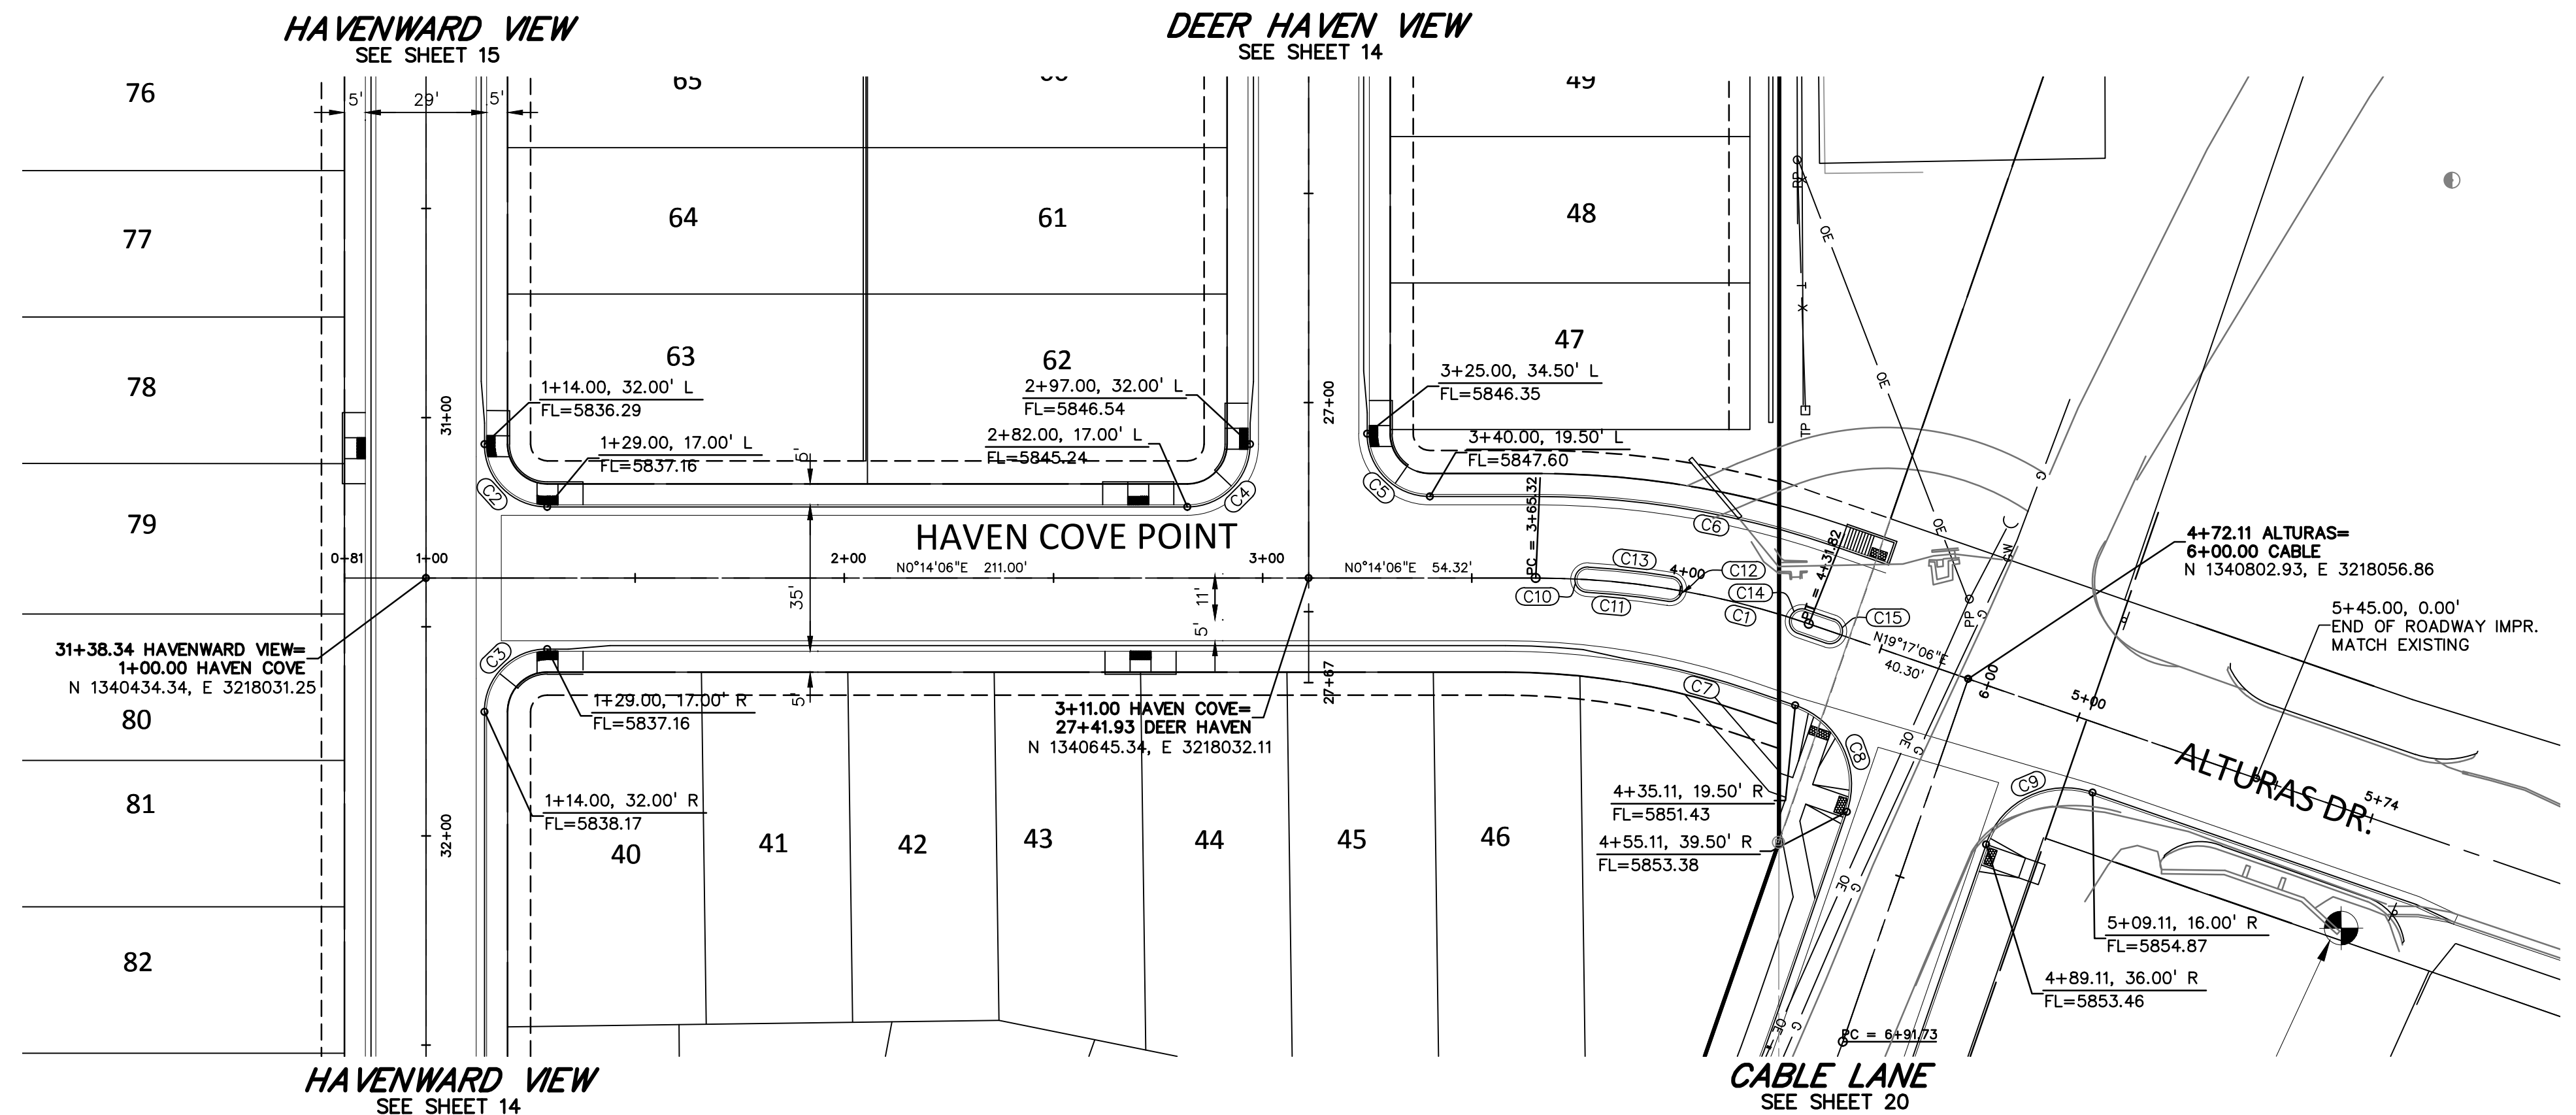 HAVENWARD VIEW
SEE SHEET 15
DEER HAVEN VIEW
SEE SHEET 14
76
5'
29'
5'
65
49
77
64
61
48
78
63
62
47
79
1+14.00, 32.00' L
FL=5836.29
1+29.00, 17.00' L
FL=5837.16
2+97.00, 32.00' L
FL=5846.54
2+82.00, 17.00' L
FL=5845.24
3+25.00, 34.50' L
FL=5846.35
3+40.00, 19.50' L
FL=5847.60
31+00
27+00
5'
C2
C4
C5
C6
HAVEN COVE POINT
0+81
1+00
2+00
3+00
N0°14'06"E 211.00'
N0°14'06"E 54.32'
PC = 3+65.32
4+00
PT = 4+31.82
C13
C12
C10
C11
C14
C15
C1
35'
11'
5'
5'
N19°17'06"E
40.30'
6+00
5+00
4+72.11 ALTURAS=
6+00.00 CABLE
N 1340802.93, E 3218056.86
5+45.00, 0.00'
END OF ROADWAY IMPR.
MATCH EXISTING
ALTURAS DR.
5+74
31+38.34 HAVENWARD VIEW=
1+00.00 HAVEN COVE
N 1340434.34, E 3218031.25
C3
C7
C8
C9
27+67
1+29.00, 17.00' R
FL=5837.16
3+11.00 HAVEN COVE=
27+41.93 DEER HAVEN
N 1340645.34, E 3218032.11
1+14.00, 32.00' R
FL=5838.17
4+35.11, 19.50' R
FL=5851.43
4+55.11, 39.50' R
FL=5853.38
80
81
82
32+00
40
41
42
43
44
45
46
5+09.11, 16.00' R
FL=5854.87
4+89.11, 36.00' R
FL=5853.46
PC = 6+91.73
OE
OE
OE
OE
OE
OE
G
G
G
G
G
GW
PP
TP
T
X
HAVENWARD VIEW
SEE SHEET 14
CABLE LANE
SEE SHEET 20